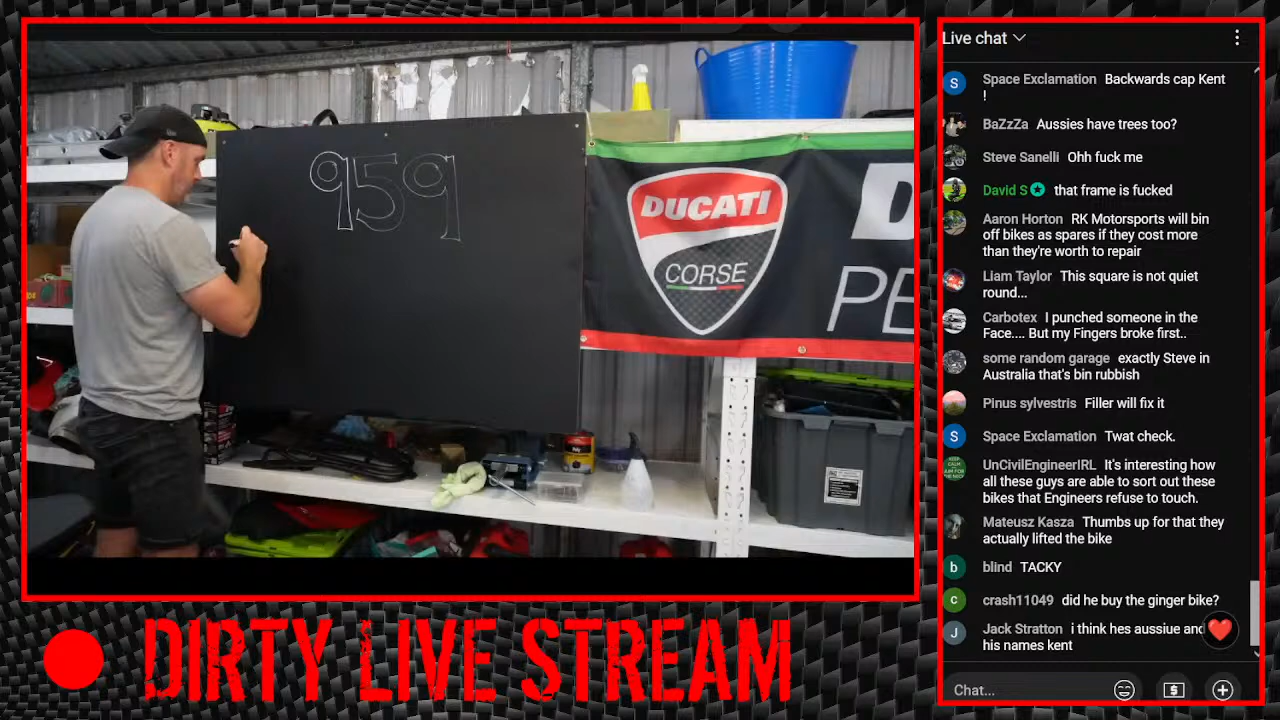 959
DUCATI
CORSE
Live chat
Space Exclamation Backwards cap Kent
!
BaZzZa Aussies have trees too?
Steve Sanelli Ohh fuck me
David S that frame is fucked
Aaron Horton RK Motorsports will bin
off bikes as spares if they cost more
than they're worth to repair
Liam Taylor This square is not quiet
round...
Carbotex I punched someone in the
Face.... But my Fingers broke first..
some random garage exactly Steve in
Australia that's bin rubbish
Pinus sylvestris Filler will fix it
Space Exclamation Twat check.
UnCivilEngineerIRL It's interesting how
all these guys are able to sort out these
bikes that Engineers refuse to touch.
Mateusz Kasza Thumbs up for that they
actually lifted the bike
blind TACKY
crash11049 did he buy the ginger bike?
Jack Stratton i think hes aussiue and
his names kent
Chat...
DIRTY LIVE STREAM